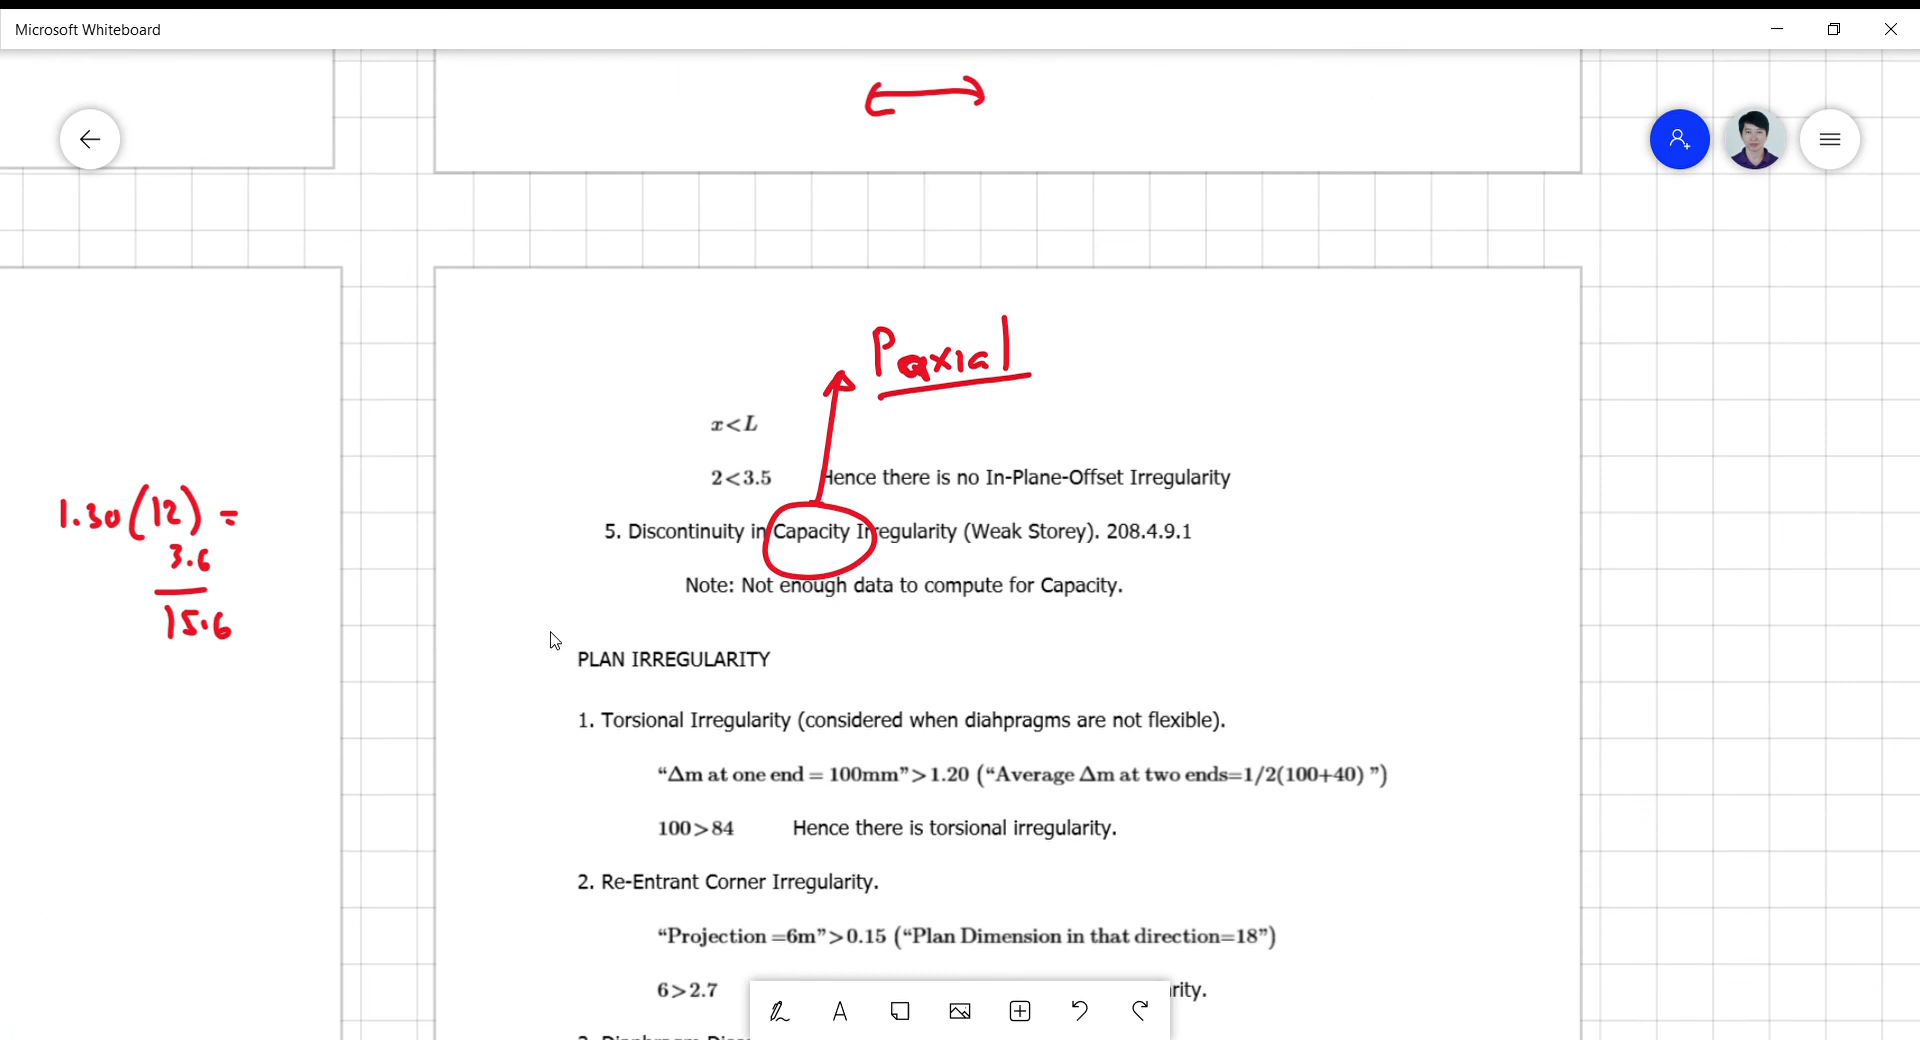 Microsoft Whiteboard
Paxial
x<L
2<3.5 Hence there is no In-Plane-Offset Irregularity
1.30(12) =
3.6
15.6
5. Discontinuity in Capacity Irregularity (Weak Storey). 208.4.9.1
Note: Not enough data to compute for Capacity.
PLAN IRREGULARITY
1. Torsional Irregularity (considered when diahpragms are not flexible).
“Δm at one end = 100mm”>1.20 (“Average Δm at two ends=1/2(100+40) ”)
100>84 Hence there is torsional irregularity.
2. Re-Entrant Corner Irregularity.
“Projection =6m”>0.15 (“Plan Dimension in that direction=18”)
6>2.7 rity.